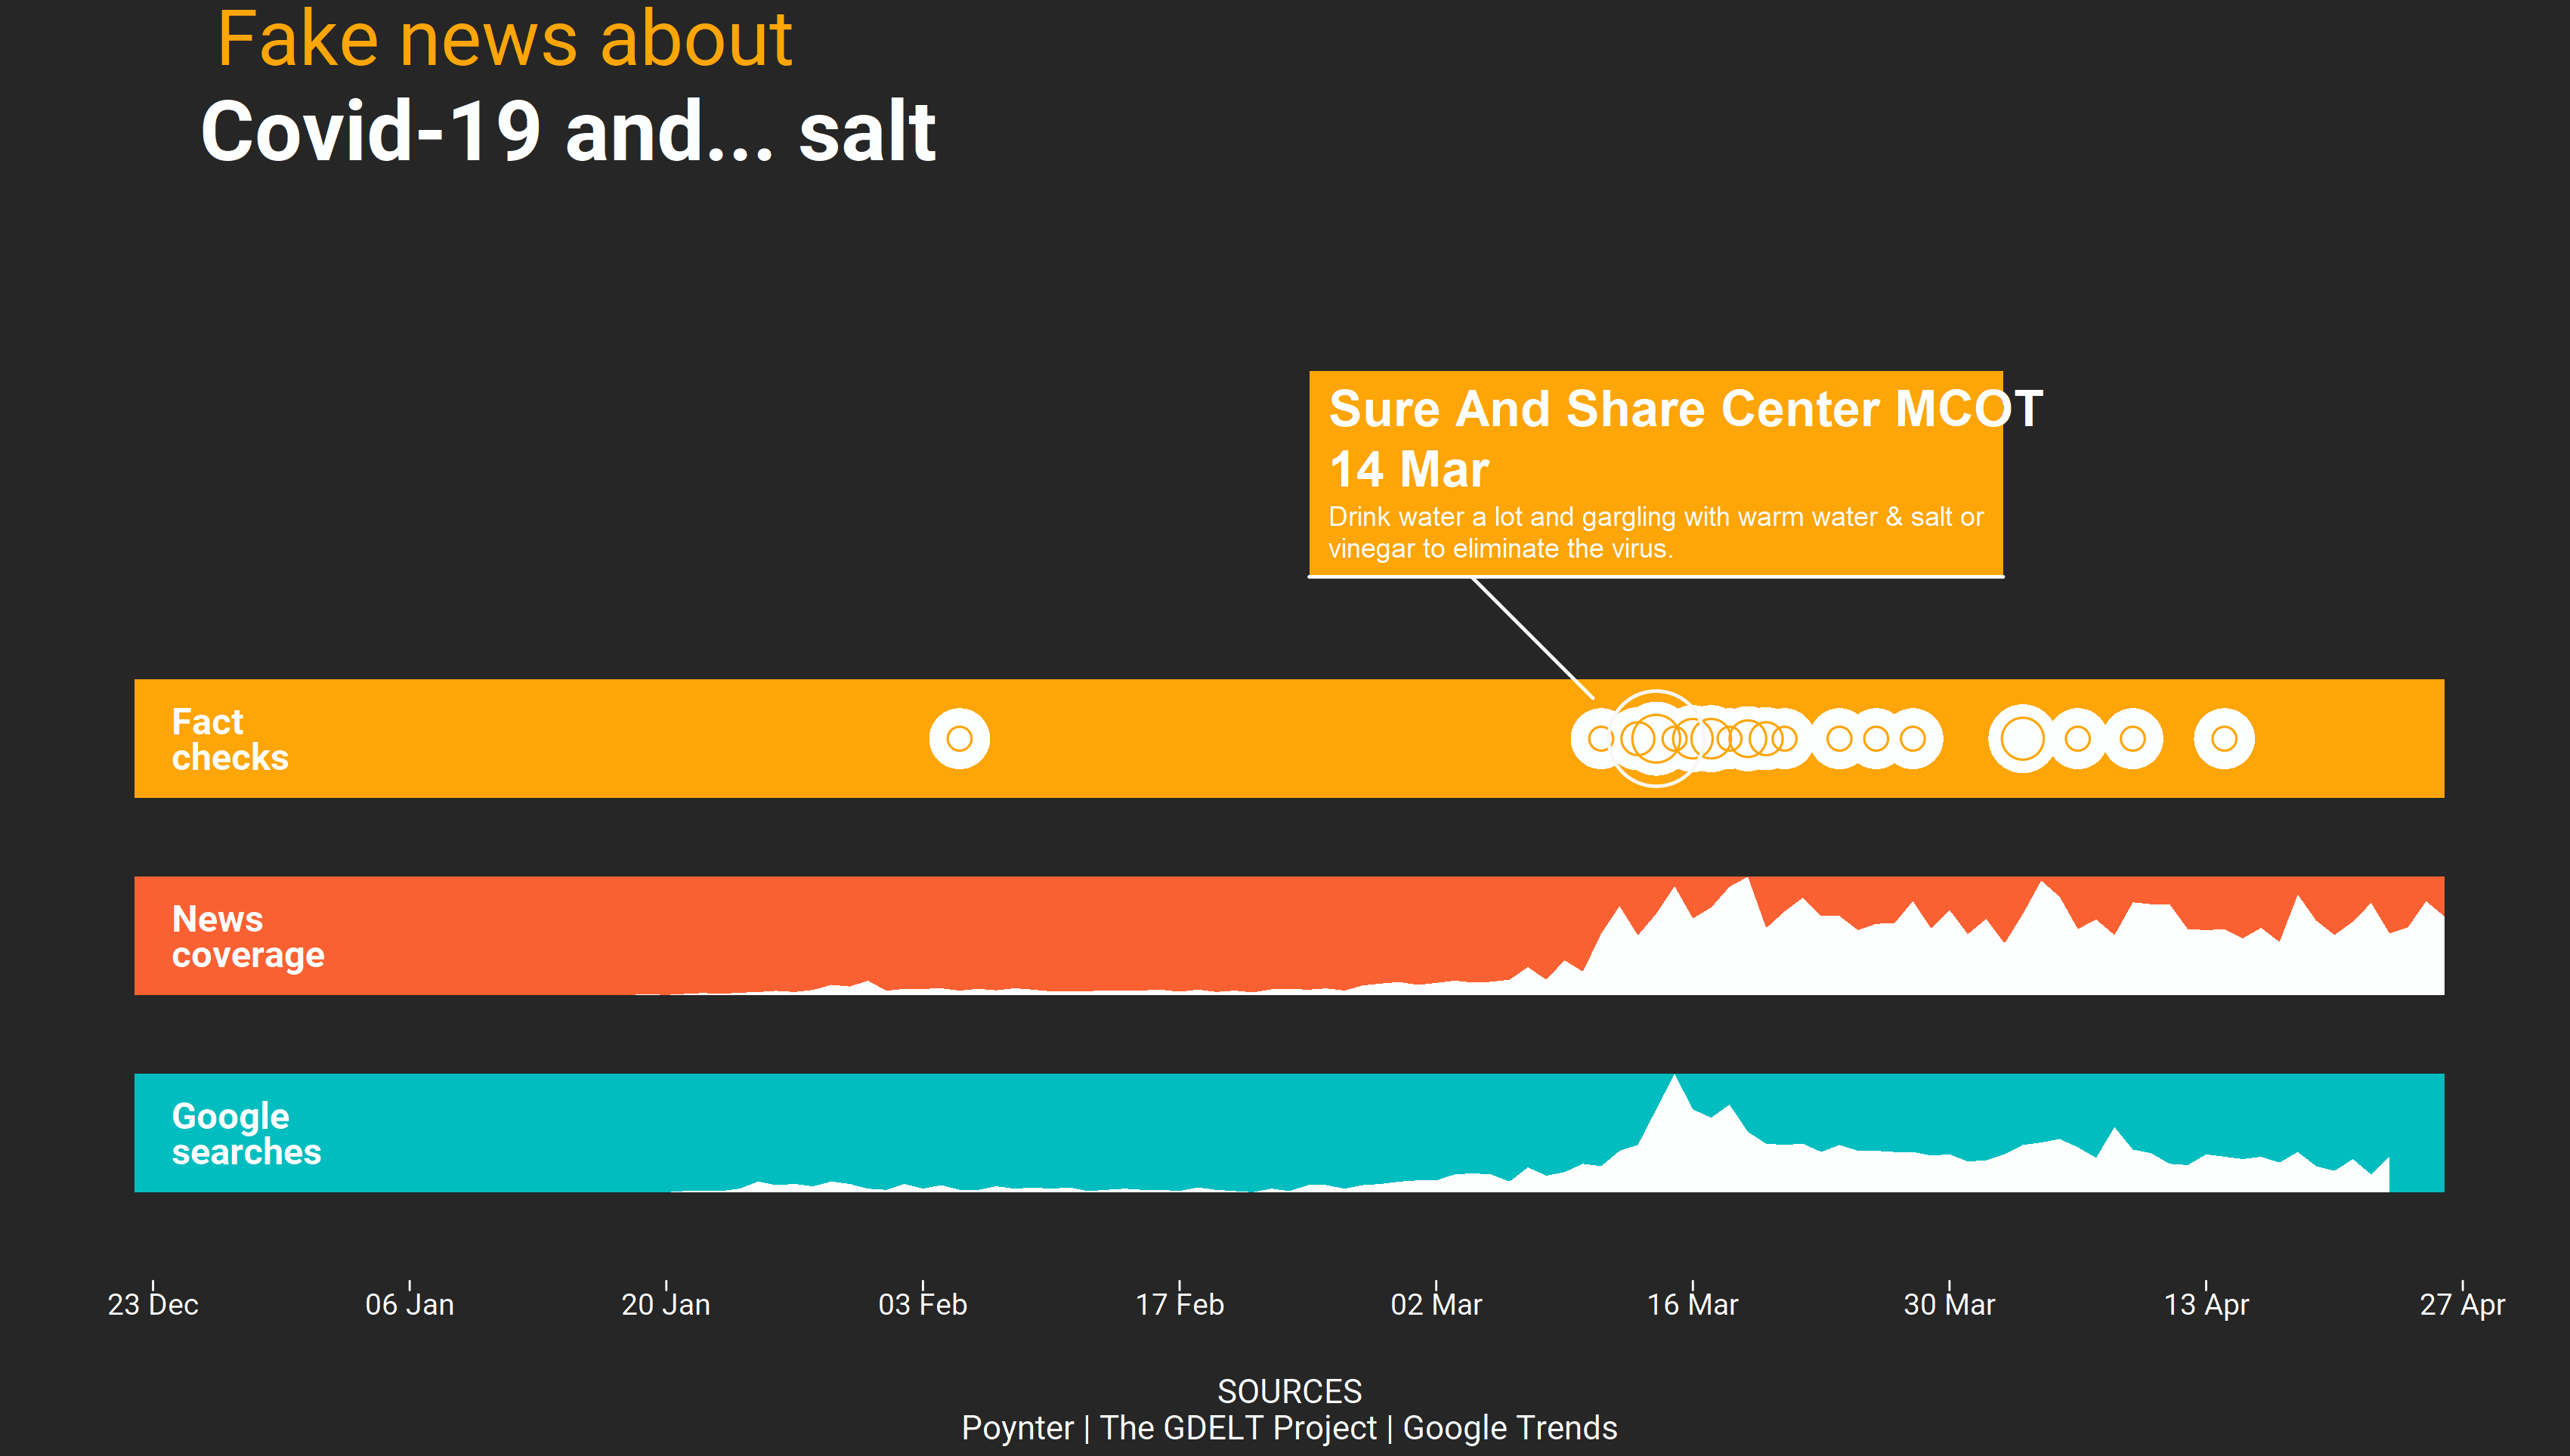 Fake news about
Covid-19 and... salt
Sure And Share Center MCOT
14 Mar
Drink water a lot and gargling with warm water & salt or
vinegar to eliminate the virus.
Fact
checks
News
coverage
Google
searches
23 Dec 06 Jan 20 Jan 03 Feb 17 Feb 02 Mar 16 Mar 30 Mar 13 Apr 27 Apr
SOURCES
Poynter | The GDELT Project | Google Trends